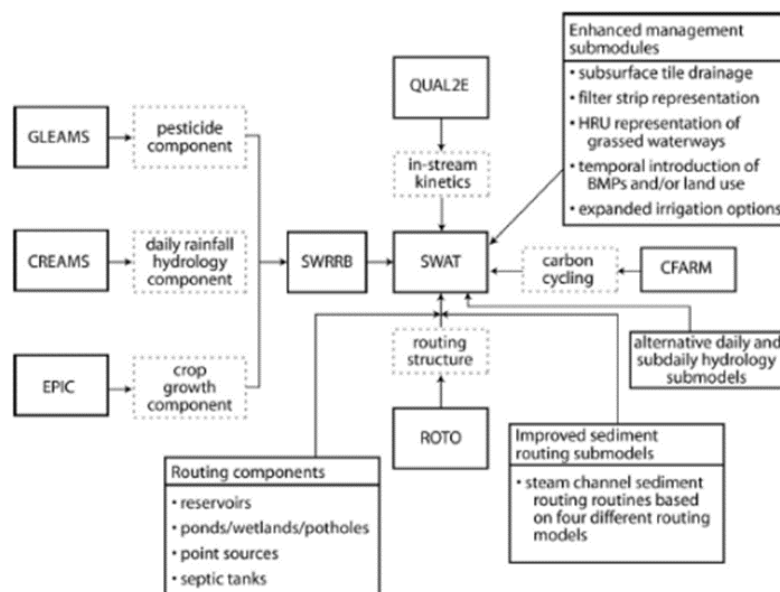 Enhanced management
submodules
• subsurface tile drainage
• filter strip representation
• HRU representation of
grassed waterways
• temporal introduction of
BMPs and/or land use
• expanded irrigation options
QUAL2E
in-stream
kinetics
GLEAMS
pesticide
component
CREAMS
daily rainfall
hydrology
component
SWRRB
SWAT
carbon
cycling
CFARM
EPIC
crop
growth
component
routing
structure
ROTO
alternative daily and
subdaily hydrology
submodels
Improved sediment
routing submodels
• steam channel sediment
routing routines based
on four different routing
models
Routing components
• reservoirs
• ponds/wetlands/potholes
• point sources
• septic tanks